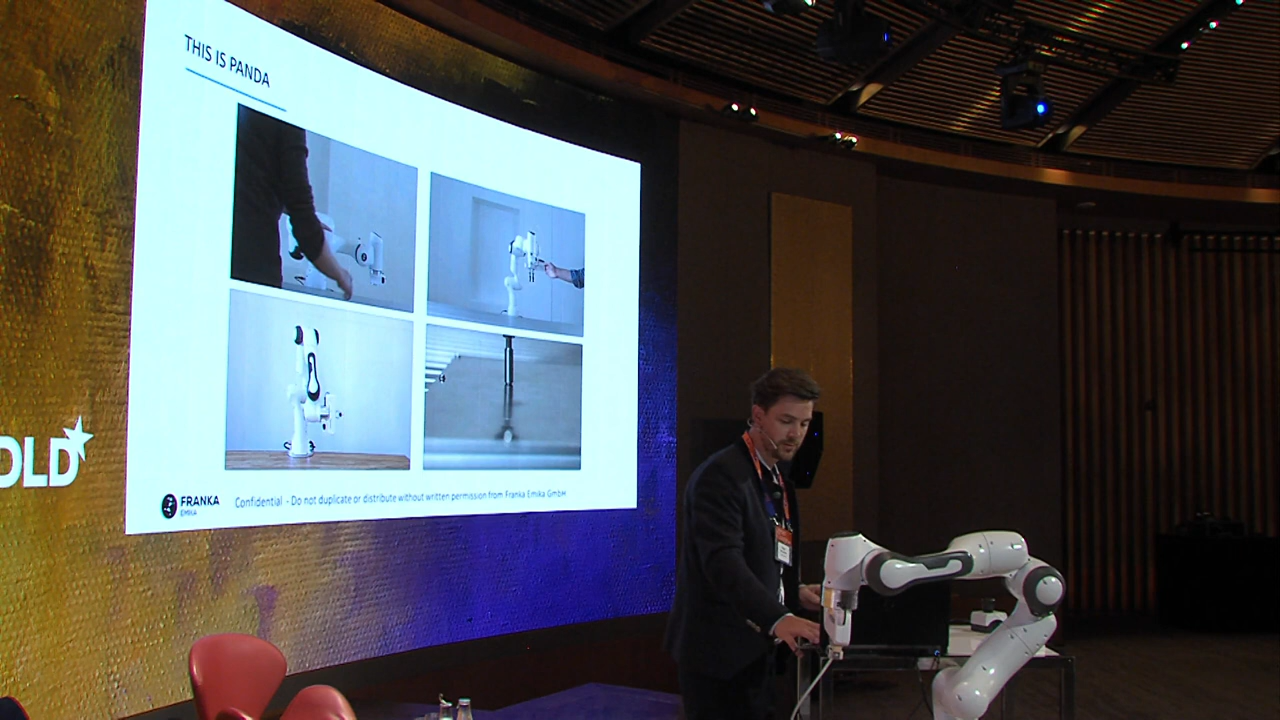 THIS IS PANDA
OLD
FRANKA
EMIKA
Confidential - Do not duplicate or distribute without written permission from Franka Emika GmbH